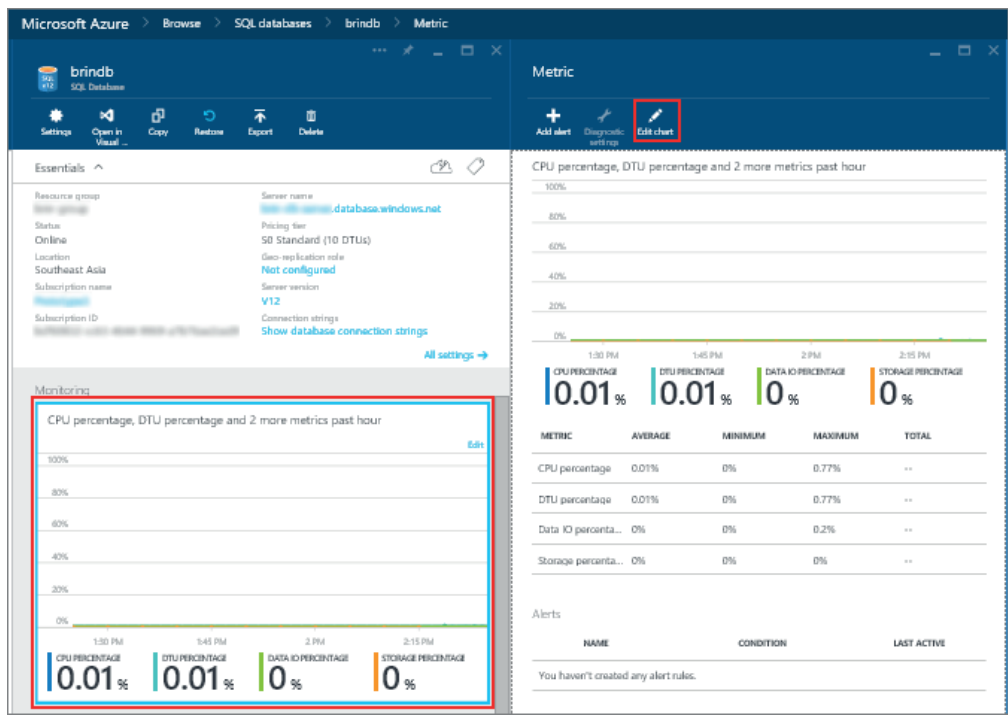 Microsoft Azure > Browse > SQL databases > brindb > Metric
brindb
SQL Database
Settings
Open in Visual ...
Copy
Restore
Export
Delete
Essentials
Resource group
Status
Online
Location
Southeast Asia
Subscription name
Subscription ID
Server name
.database.windows.net
Pricing tier
S0 Standard (10 DTUs)
Geo-replication role
Not configured
Server version
V12
Connection strings
Show database connection strings
All settings →
Monitoring
CPU percentage, DTU percentage and 2 more metrics past hour
Edit
100%
80%
60%
40%
20%
0%
1:30 PM 1:45 PM 2 PM 2:15 PM
CPU PERCENTAGE DTU PERCENTAGE DATA IO PERCENTAGE STORAGE PERCENTAGE
0.01 % 0.01 % 0 % 0 %
Metric
Add alert
Diagnostic settings
Edit chart
CPU percentage, DTU percentage and 2 more metrics past hour
100%
80%
60%
40%
20%
0%
1:30 PM 1:45 PM 2 PM 2:15 PM
CPU PERCENTAGE DTU PERCENTAGE DATA IO PERCENTAGE STORAGE PERCENTAGE
0.01 % 0.01 % 0 % 0 %
METRIC AVERAGE MINIMUM MAXIMUM TOTAL
CPU percentage 0.01% 0% 0.77% --
DTU percentage 0.01% 0% 0.77% --
Data IO percenta... 0% 0% 0.2% --
Storage percenta... 0% 0% 0% --
Alerts
NAME CONDITION LAST ACTIVE
You haven't created any alert rules.